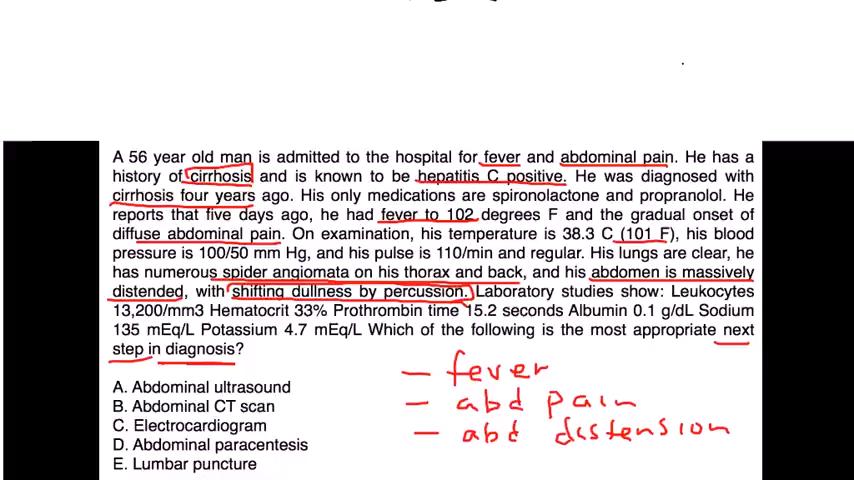 A 56 year old man is admitted to the hospital for fever and abdominal pain. He has a
history of cirrhosis and is known to be hepatitis C positive. He was diagnosed with
cirrhosis four years ago. His only medications are spironolactone and propranolol. He
reports that five days ago, he had fever to 102 degrees F and the gradual onset of
diffuse abdominal pain. On examination, his temperature is 38.3 C (101 F), his blood
pressure is 100/50 mm Hg, and his pulse is 110/min and regular. His lungs are clear, he
has numerous spider angiomata on his thorax and back, and his abdomen is massively
distended, with shifting dullness by percussion. Laboratory studies show: Leukocytes
13,200/mm3 Hematocrit 33% Prothrombin time 15.2 seconds Albumin 0.1 g/dL Sodium
135 mEq/L Potassium 4.7 mEq/L Which of the following is the most appropriate next
step in diagnosis?
- fever
A. Abdominal ultrasound
- abd pain
B. Abdominal CT scan
C. Electrocardiogram
- abd distension
D. Abdominal paracentesis
E. Lumbar puncture